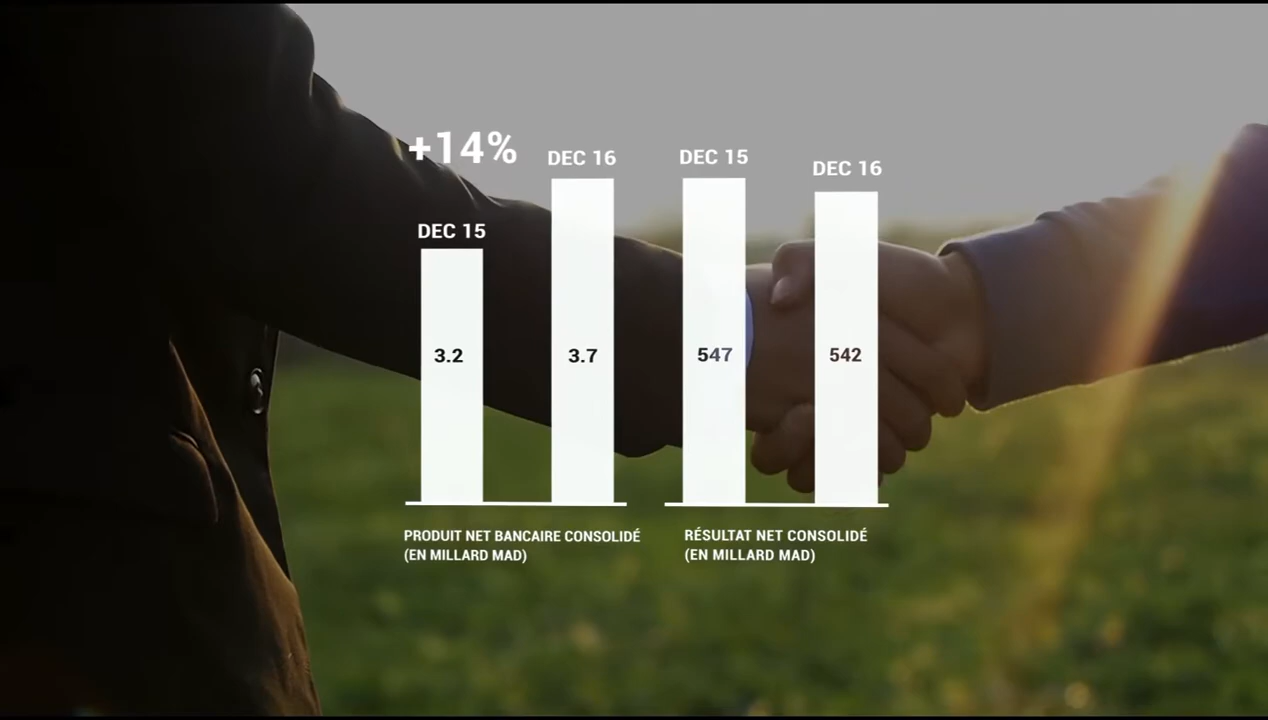 +14%
DEC 15
3.2
DEC 16
3.7
PRODUIT NET BANCAIRE CONSOLIDÉ
(EN MILLARD MAD)
DEC 15
547
DEC 16
542
RÉSULTAT NET CONSOLIDÉ
(EN MILLARD MAD)